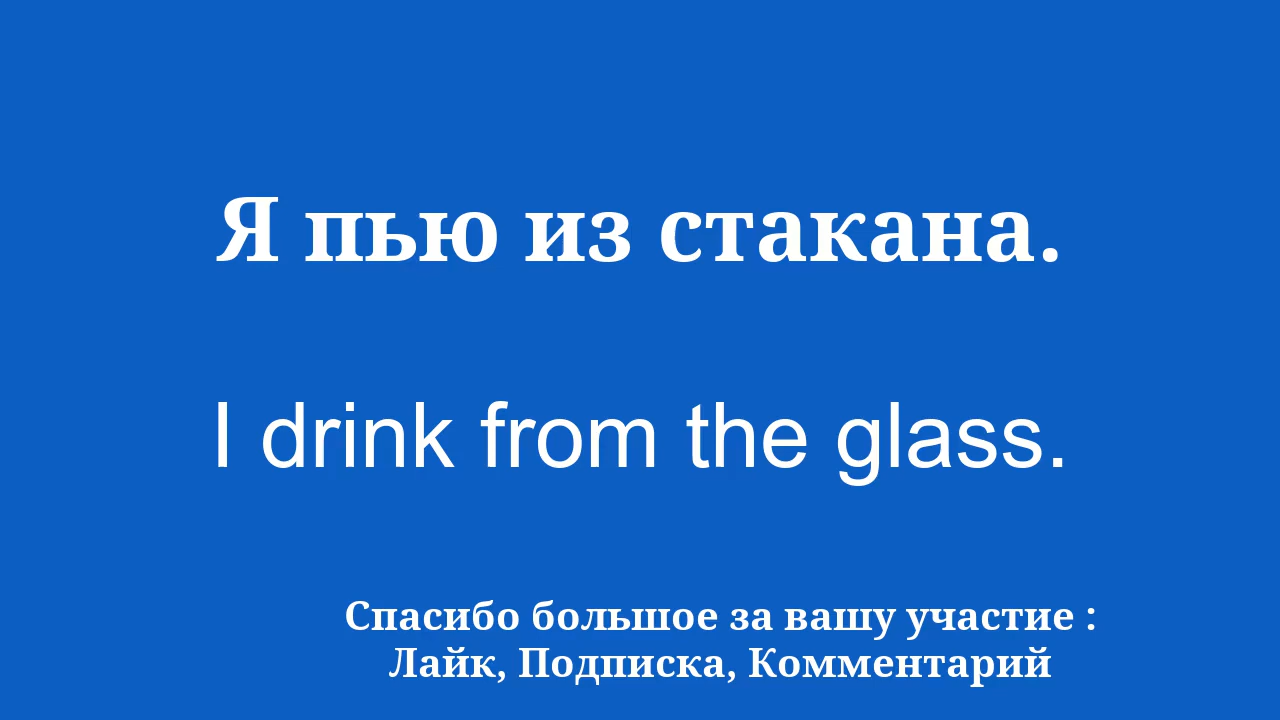 Я пью из стакана.
I drink from the glass.
Спасибо большое за вашу участие :
Лайк, Подписка, Комментарий